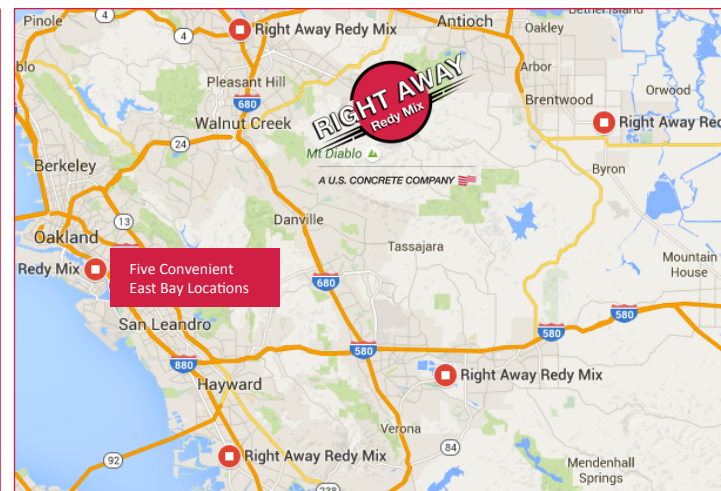 Pinole
4
4
Right Away Redy Mix
Antioch
Bethel Island
Oakley
blo
Pleasant Hill
Arbor
Orwood
680
Brentwood
RIGHT AWAY
Redy Mix
Walnut Creek
Right Away Red
24
Mt Diablo
Berkeley
Byron
A U.S. CONCRETE COMPANY
13
Danville
Oakland
Tassajara
Mountain
House
Redy Mix
Five Convenient
East Bay Locations
680
580
San Leandro
580
580
880
Hayward
Right Away Redy Mix
Verona
84
92
Right Away Redy Mix
Mendenhall
Springs
238